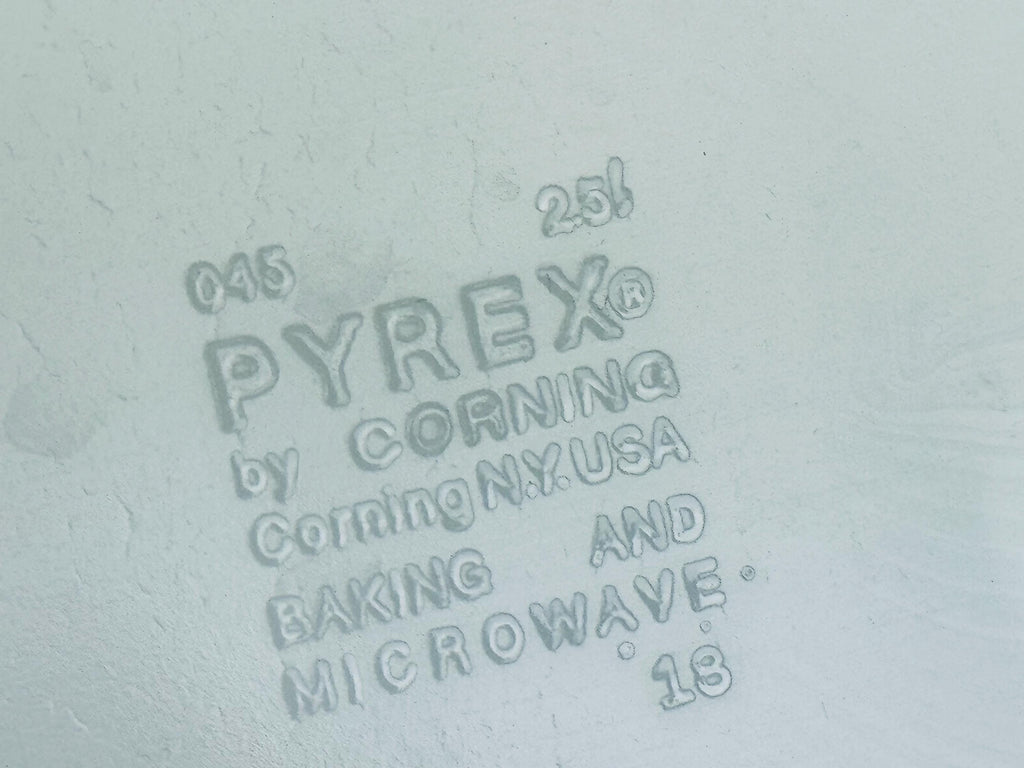 045 2.5l
PYREX®
by CORNING
Corning N.Y. USA
BAKING AND
MICROWAVE
18